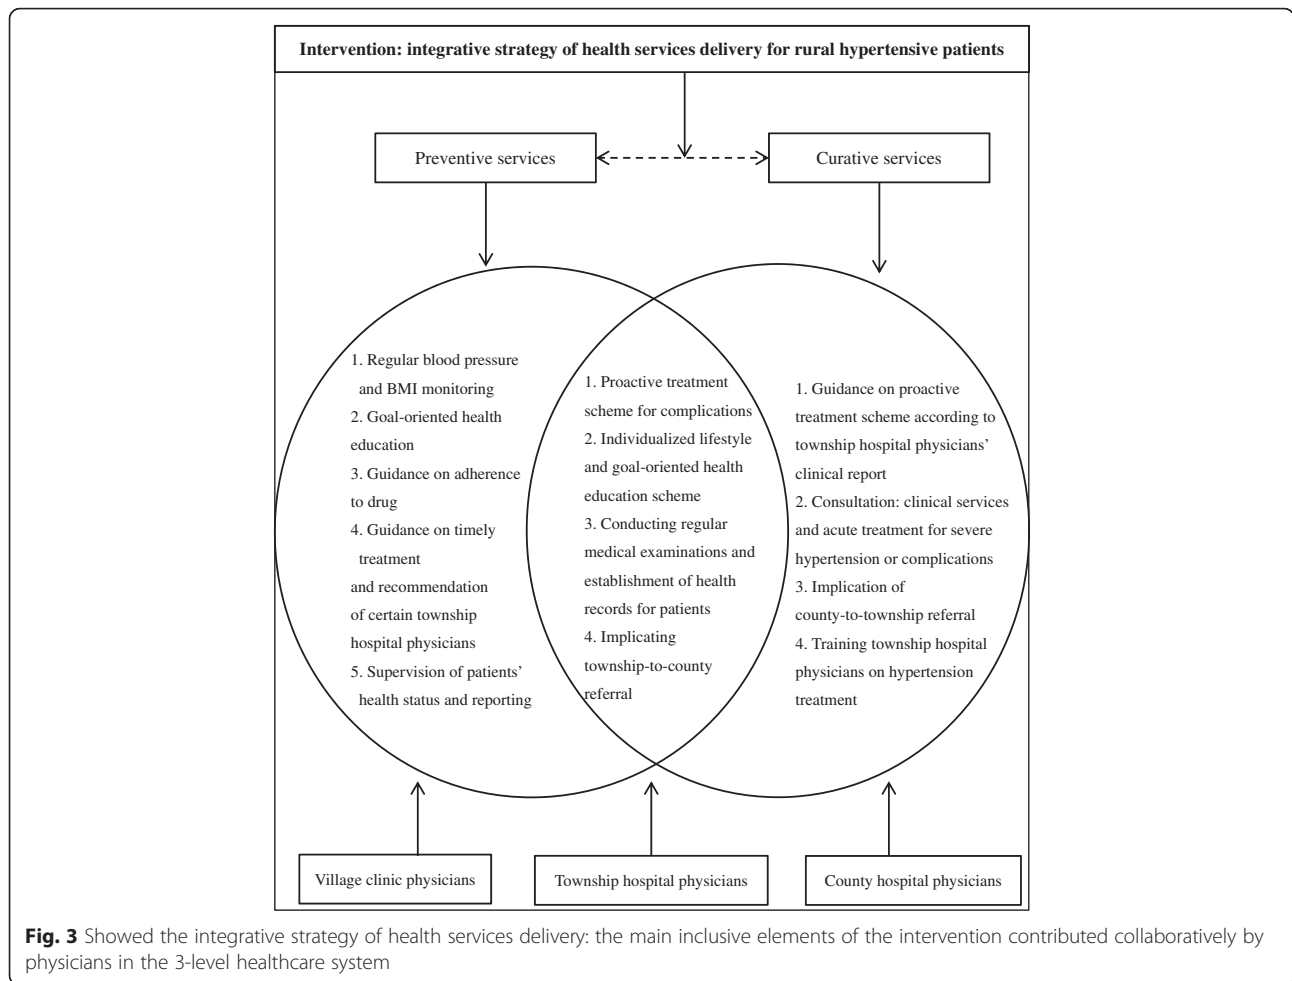 Intervention: integrative strategy of health services delivery for rural hypertensive patients
Preventive services
Curative services
1. Regular blood pressure
and BMI monitoring
2. Goal-oriented health
education
3. Guidance on adherence
to drug
4. Guidance on timely
treatment
and recommendation
of certain township
hospital physicians
5. Supervision of patients’
health status and reporting
1. Proactive treatment
scheme for complications
2. Individualized lifestyle
and goal-oriented health
education scheme
3. Conducting regular
medical examinations and
establishment of health
records for patients
4. Implicating
township-to-county
referral
1. Guidance on proactive
treatment scheme according to
township hospital physicians’
clinical report
2. Consultation: clinical services
and acute treatment for severe
hypertension or complications
3. Implication of
county-to-township referral
4. Training township hospital
physicians on hypertension
treatment
Village clinic physicians
Township hospital physicians
County hospital physicians
Fig. 3 Showed the integrative strategy of health services delivery: the main inclusive elements of the intervention contributed collaboratively by
physicians in the 3-level healthcare system